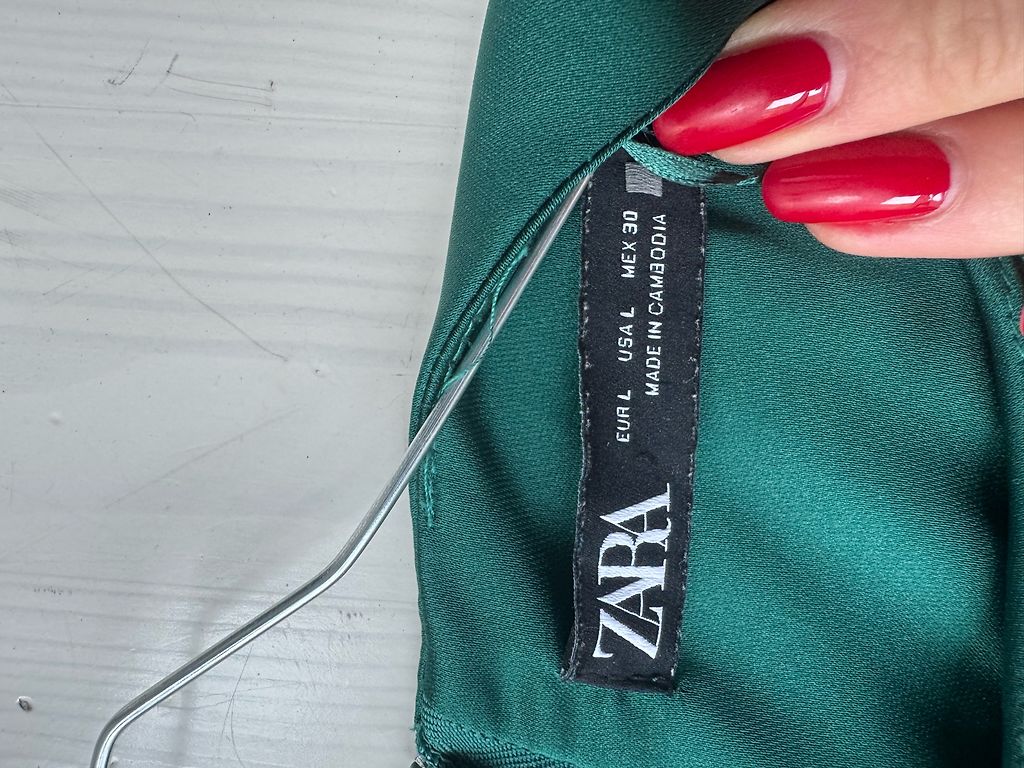 ZARA
EUR L USA L MEX 30
MADE IN CAMBODIA